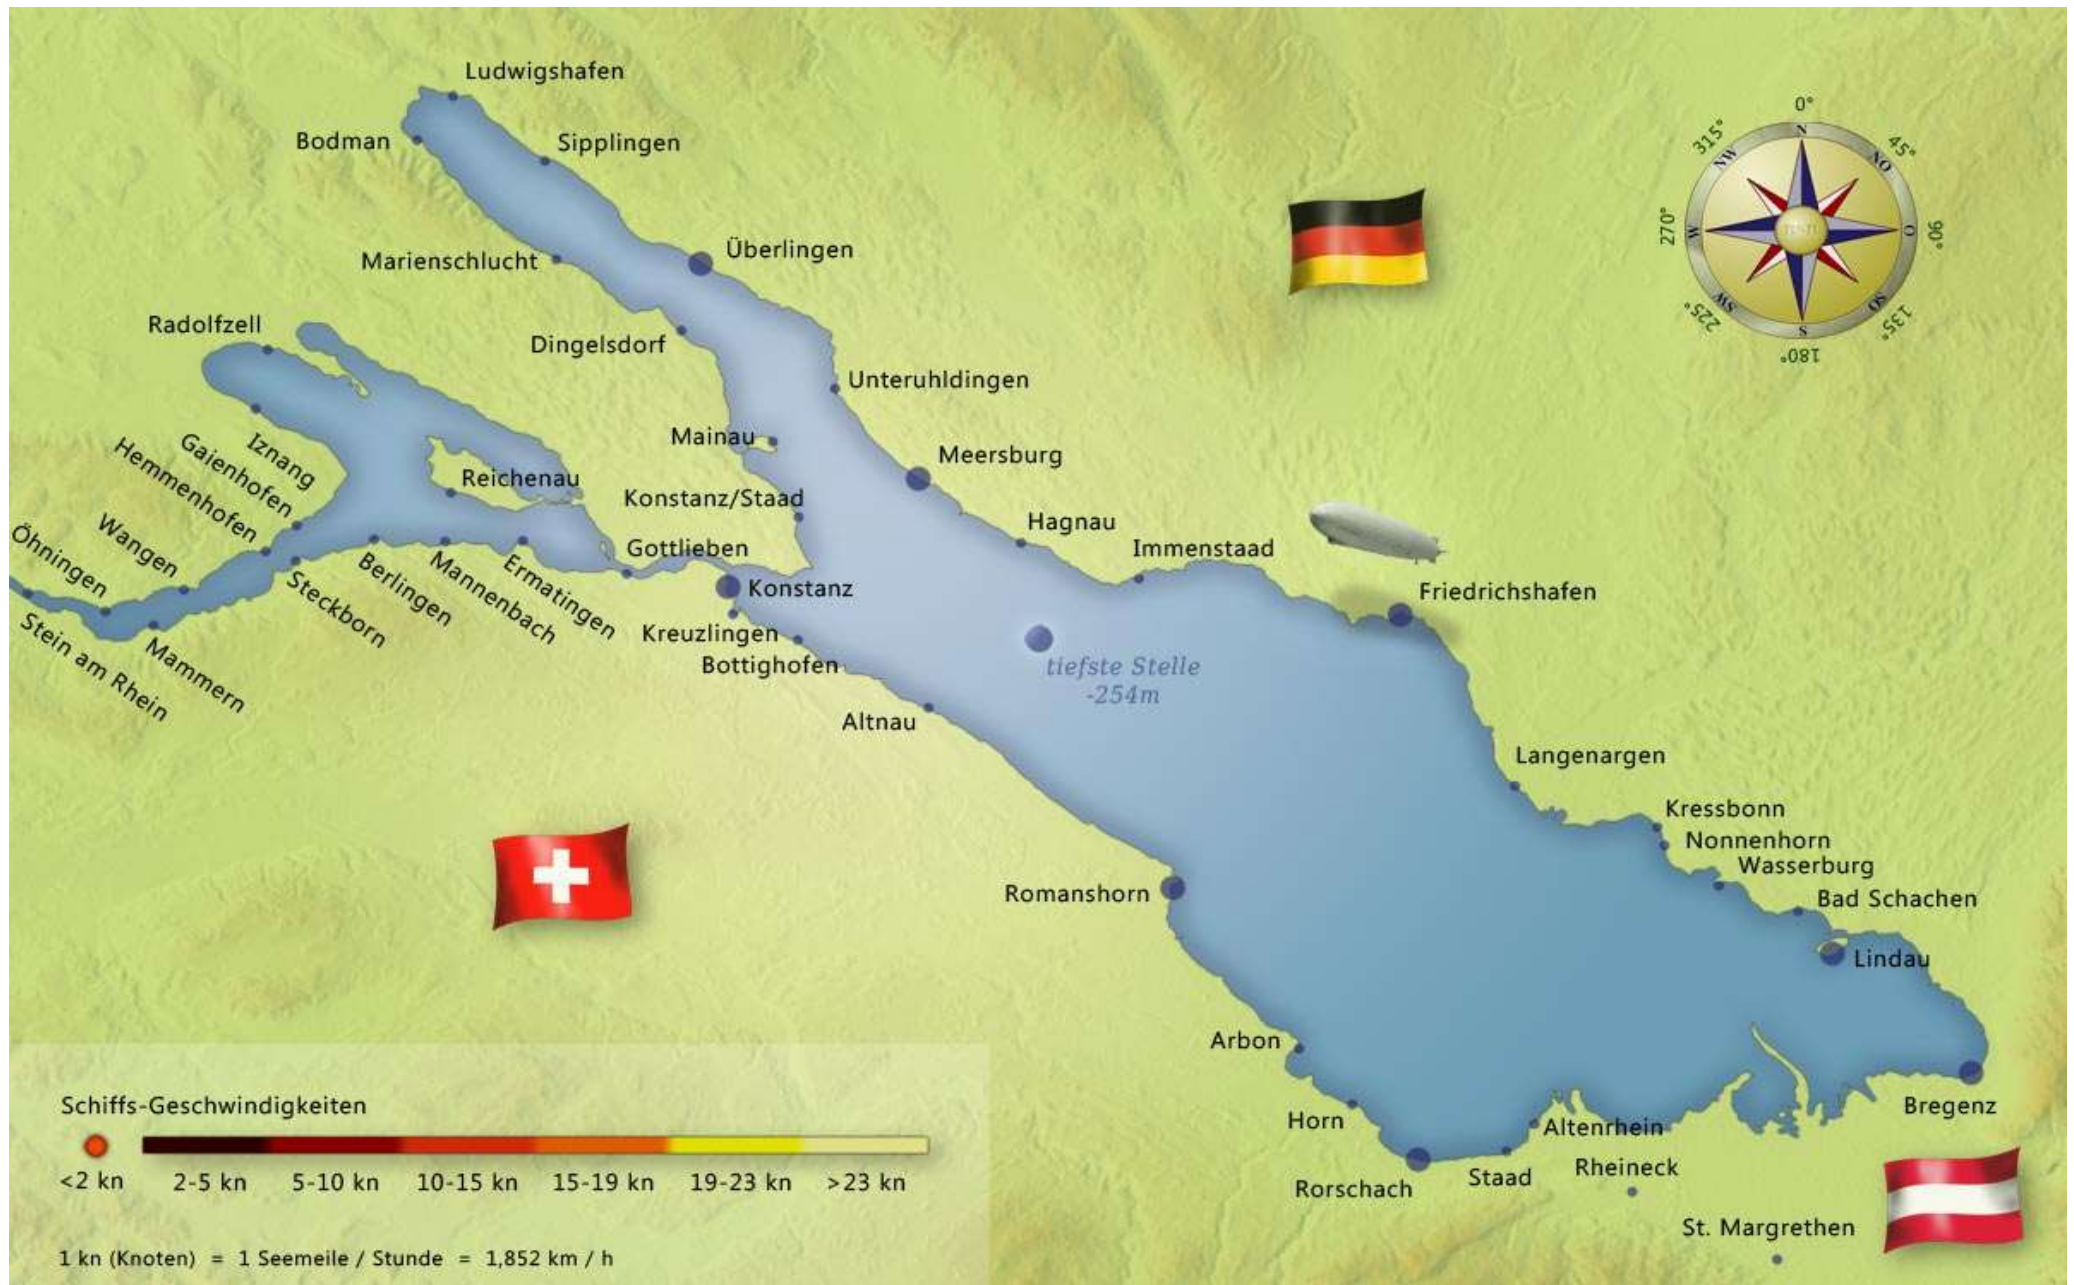 Ludwigshafen
Bodman
Sipplingen
Überlingen
Marienschlucht
Radolfzell
Dingelsdorf
Unteruhldingen
Mainau
Meersburg
Iznang
Gaienhofen
Hemmenhofen
Reichenau
Konstanz/Staad
Hagnau
Wangen
Öhningen
Gottlieben
Immenstaad
Konstanz
Friedrichshafen
Stein am Rhein
Mammern
Steckborn
Berlingen
Mannenbach
Ermatingen
Kreuzlingen
Bottighofen
tiefste Stelle
-254m
Altnau
Langenargen
Kressbonn
Nonnenhorn
Wasserburg
Bad Schachen
Romanshorn
Lindau
Arbon
Bregenz
Horn
Altenrhein
Rheineck
Staad
Rorschach
St. Margrethen
0°
45°
90°
135°
180°
225°
270°
315°
N
NO
O
SO
S
SW
W
NW
Schiffs-Geschwindigkeiten
<2 kn 2-5 kn 5-10 kn 10-15 kn 15-19 kn 19-23 kn >23 kn
1 kn (Knoten) = 1 Seemeile / Stunde = 1,852 km / h